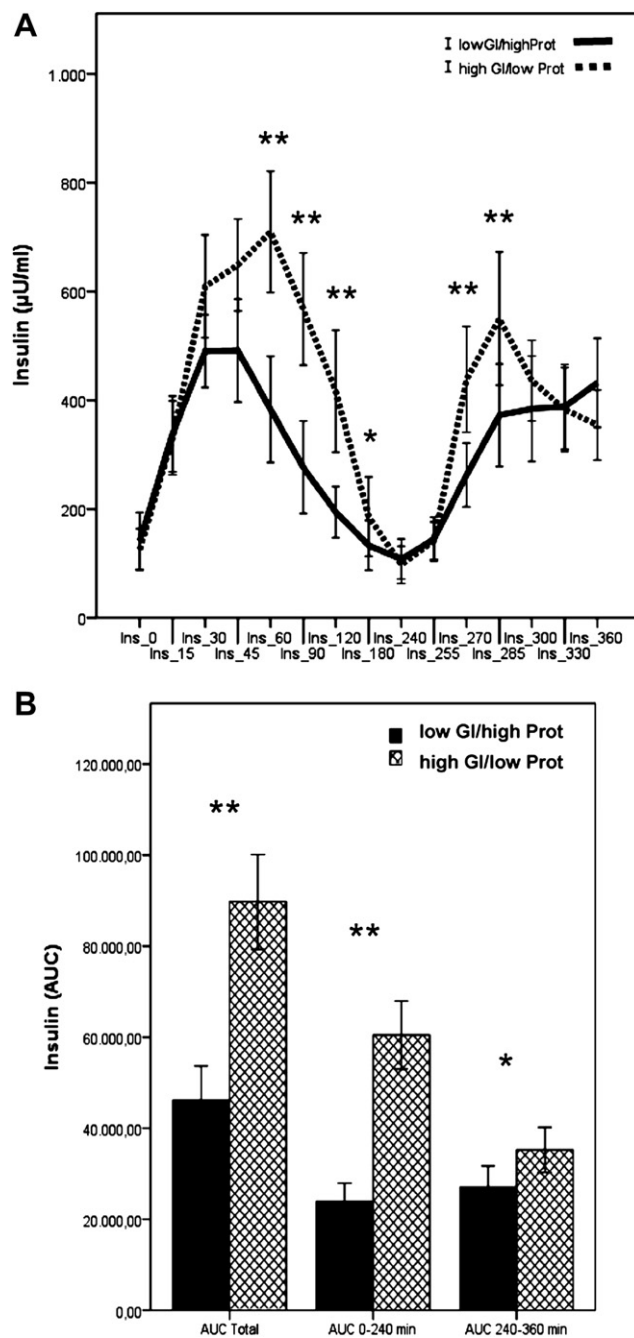 A
lowGI/highProt
high GI/low Prot
Insulin (µU/ml)
1.000
800
600
400
200
0
**
**
**
*
**
**
Ins_0 Ins_30 Ins_60 Ins_120 Ins_240 Ins_270 Ins_300 Ins_360
Ins_15 Ins_45 Ins_90 Ins_180 Ins_255 Ins_285 Ins_330
B
low GI/high Prot
high GI/low Prot
Insulin (AUC)
120.000,00
100.000,00
80.000,00
60.000,00
40.000,00
20.000,00
0,00
**
**
*
AUC Total AUC 0-240 min AUC 240-360 min